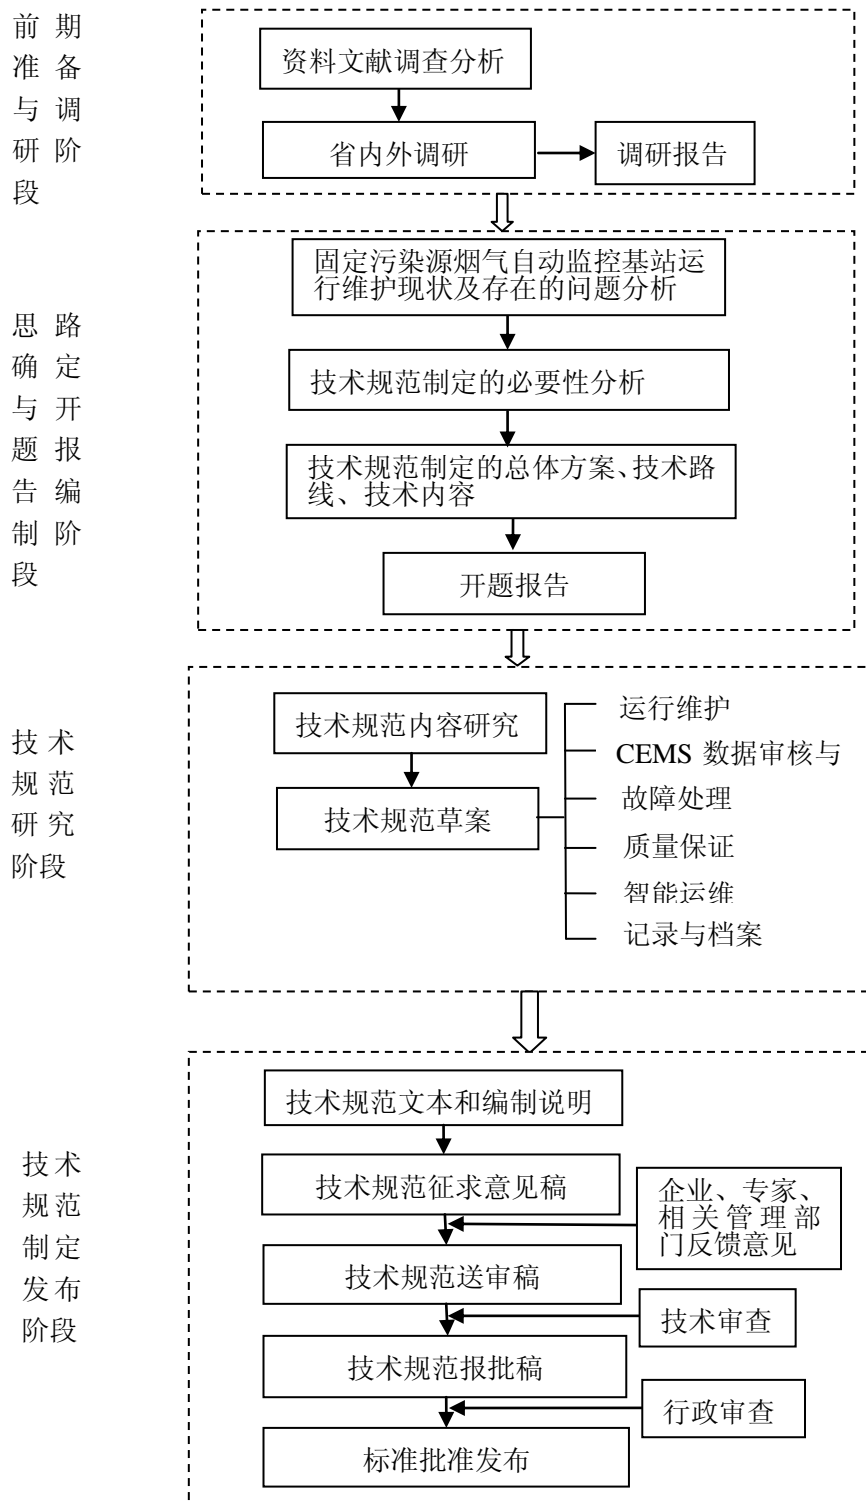 前期
准备
与调
研阶
段
资料文献调查分析
省内外调研
调研报告
思路
确定
与开
题报
告编
制阶
段
固定污染源烟气自动监控基站运
行维护现状及存在的问题分析
技术规范制定的必要性分析
技术规范制定的总体方案、技术路
线、技术内容
开题报告
技术
规范
研究
阶段
技术规范内容研究
技术规范草案
运行维护
CEMS 数据审核与
故障处理
质量保证
智能运维
记录与档案
技术
规范
制定
发布
阶段
技术规范文本和编制说明
技术规范征求意见稿
企业、专家、
相关管理部
门反馈意见
技术规范送审稿
技术审查
技术规范报批稿
行政审查
标准批准发布